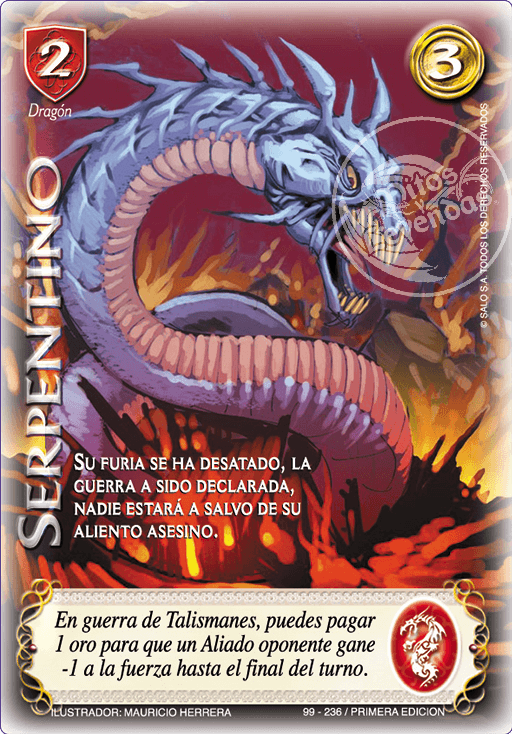 2
3
Dragón
SERPENTINO
SU FURIA SE HA DESATADO, LA
GUERRA A SIDO DECLARADA,
NADIE ESTARÁ A SALVO DE SU
ALIENTO ASESINO.
En guerra de Talismanes, puedes pagar
1 oro para que un Aliado oponente gane
-1 a la fuerza hasta el final del turno.
ILUSTRADOR: MAURICIO HERRERA
99 - 236 / PRIMERA EDICION
© SALO S.A. TODOS LOS DERECHOS RESERVADOS